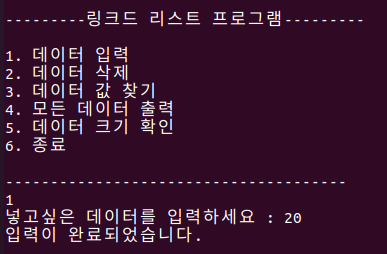 ---------링크드 리스트 프로그램---------
1. 데이터 입력
2. 데이터 삭제
3. 데이터 값 찾기
4. 모든 데이터 출력
5. 데이터 크기 확인
6. 종료
--------------------------------------
1
넣고싶은 데이터를 입력하세요 : 20
입력이 완료되었습니다.